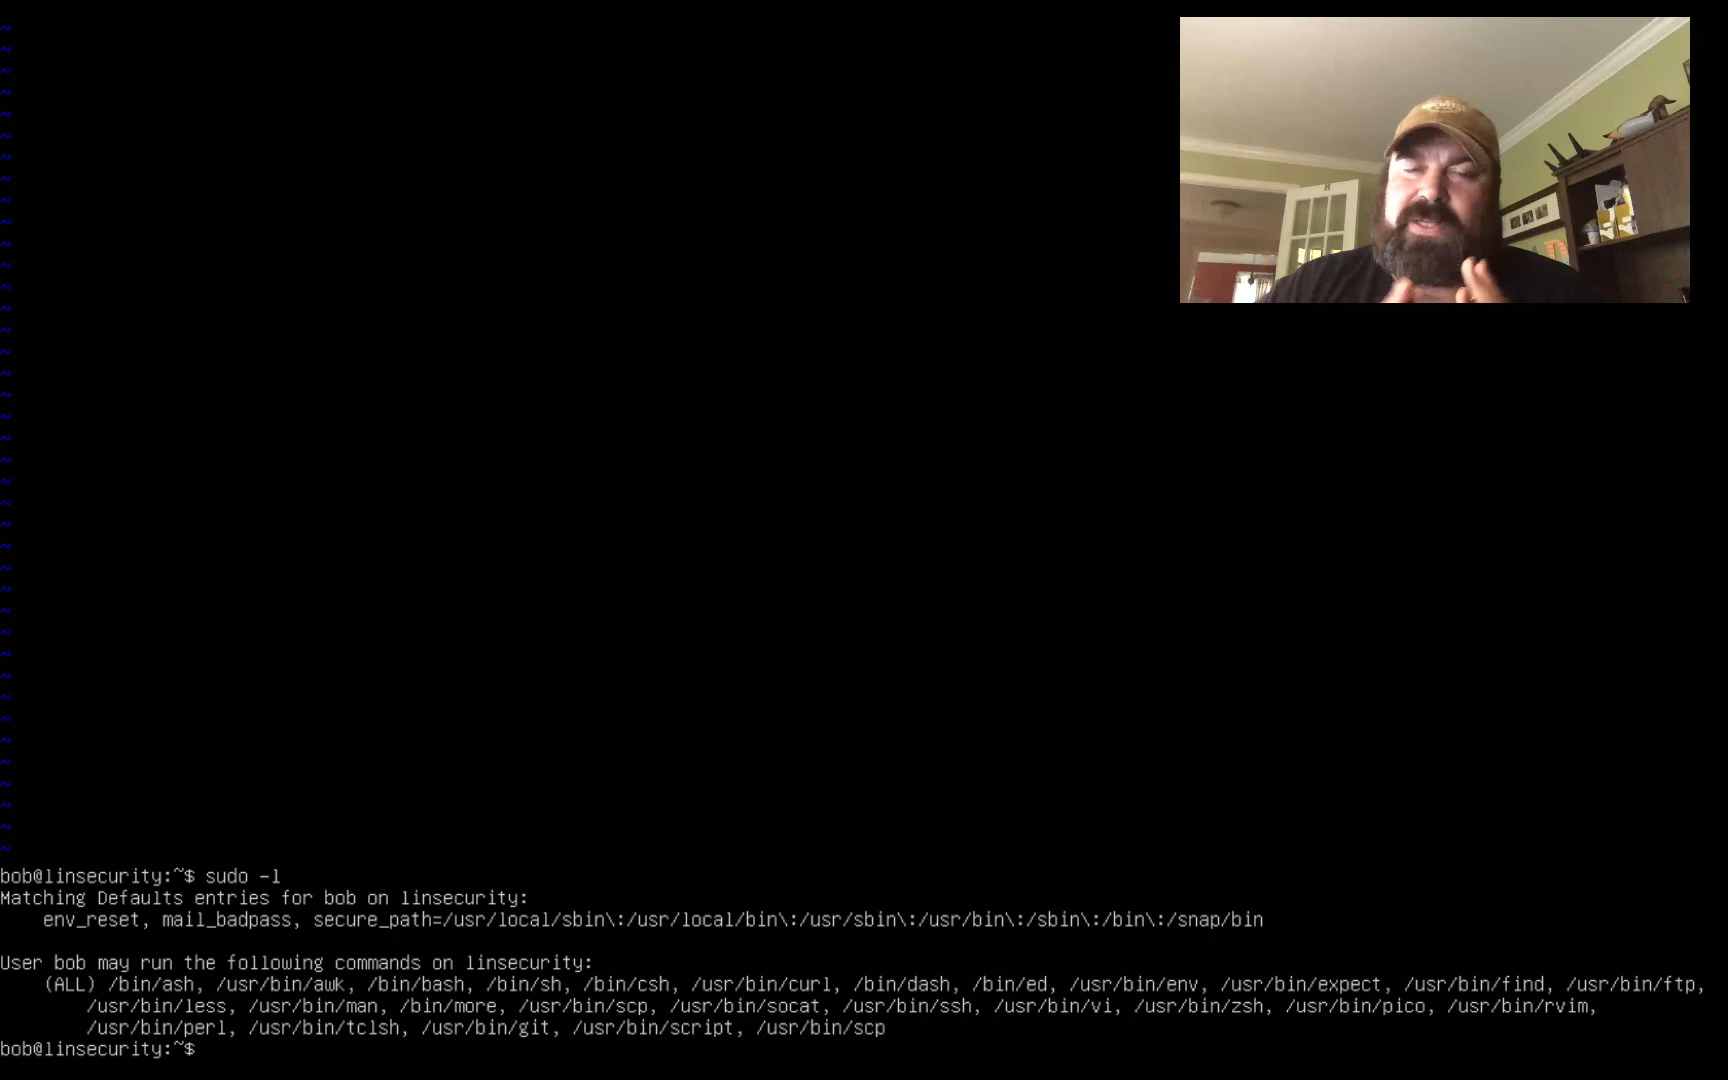 bob@linsecurity:~$ sudo -l
Matching Defaults entries for bob on linsecurity:
    env_reset, mail_badpass, secure_path=/usr/local/sbin\:/usr/local/bin\:/usr/sbin\:/usr/bin\:/sbin\:/bin\:/snap/bin

User bob may run the following commands on linsecurity:
    (ALL) /bin/ash, /usr/bin/awk, /bin/bash, /bin/sh, /bin/csh, /usr/bin/curl, /bin/dash, /bin/ed, /usr/bin/env, /usr/bin/expect, /usr/bin/find, /usr/bin/ftp,
        /usr/bin/less, /usr/bin/man, /bin/more, /usr/bin/scp, /usr/bin/socat, /usr/bin/ssh, /usr/bin/vi, /usr/bin/zsh, /usr/bin/pico, /usr/bin/rvim,
        /usr/bin/perl, /usr/bin/tclsh, /usr/bin/git, /usr/bin/script, /usr/bin/scp
bob@linsecurity:~$